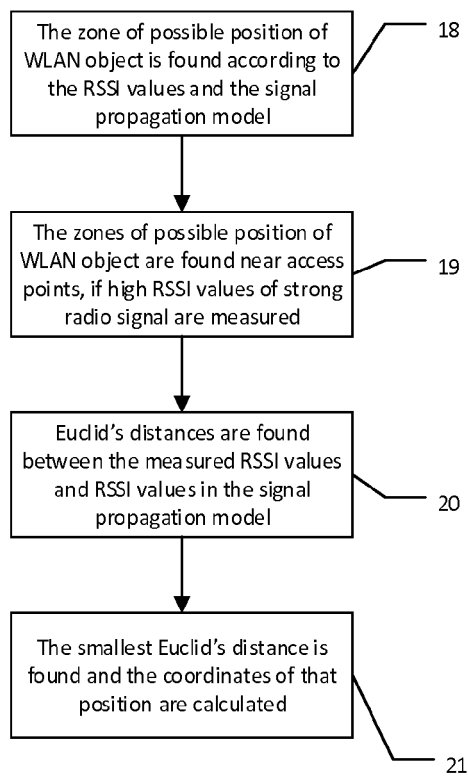 The zone of possible position of
WLAN object is found according to
the RSSI values and the signal
propagation model
18
The zones of possible position of
WLAN object are found near access
points, if high RSSI values of strong
radio signal are measured
19
Euclid's distances are found
between the measured RSSI values
and RSSI values in the signal
propagation model
20
The smallest Euclid's distance is
found and the coordinates of that
position are calculated
21